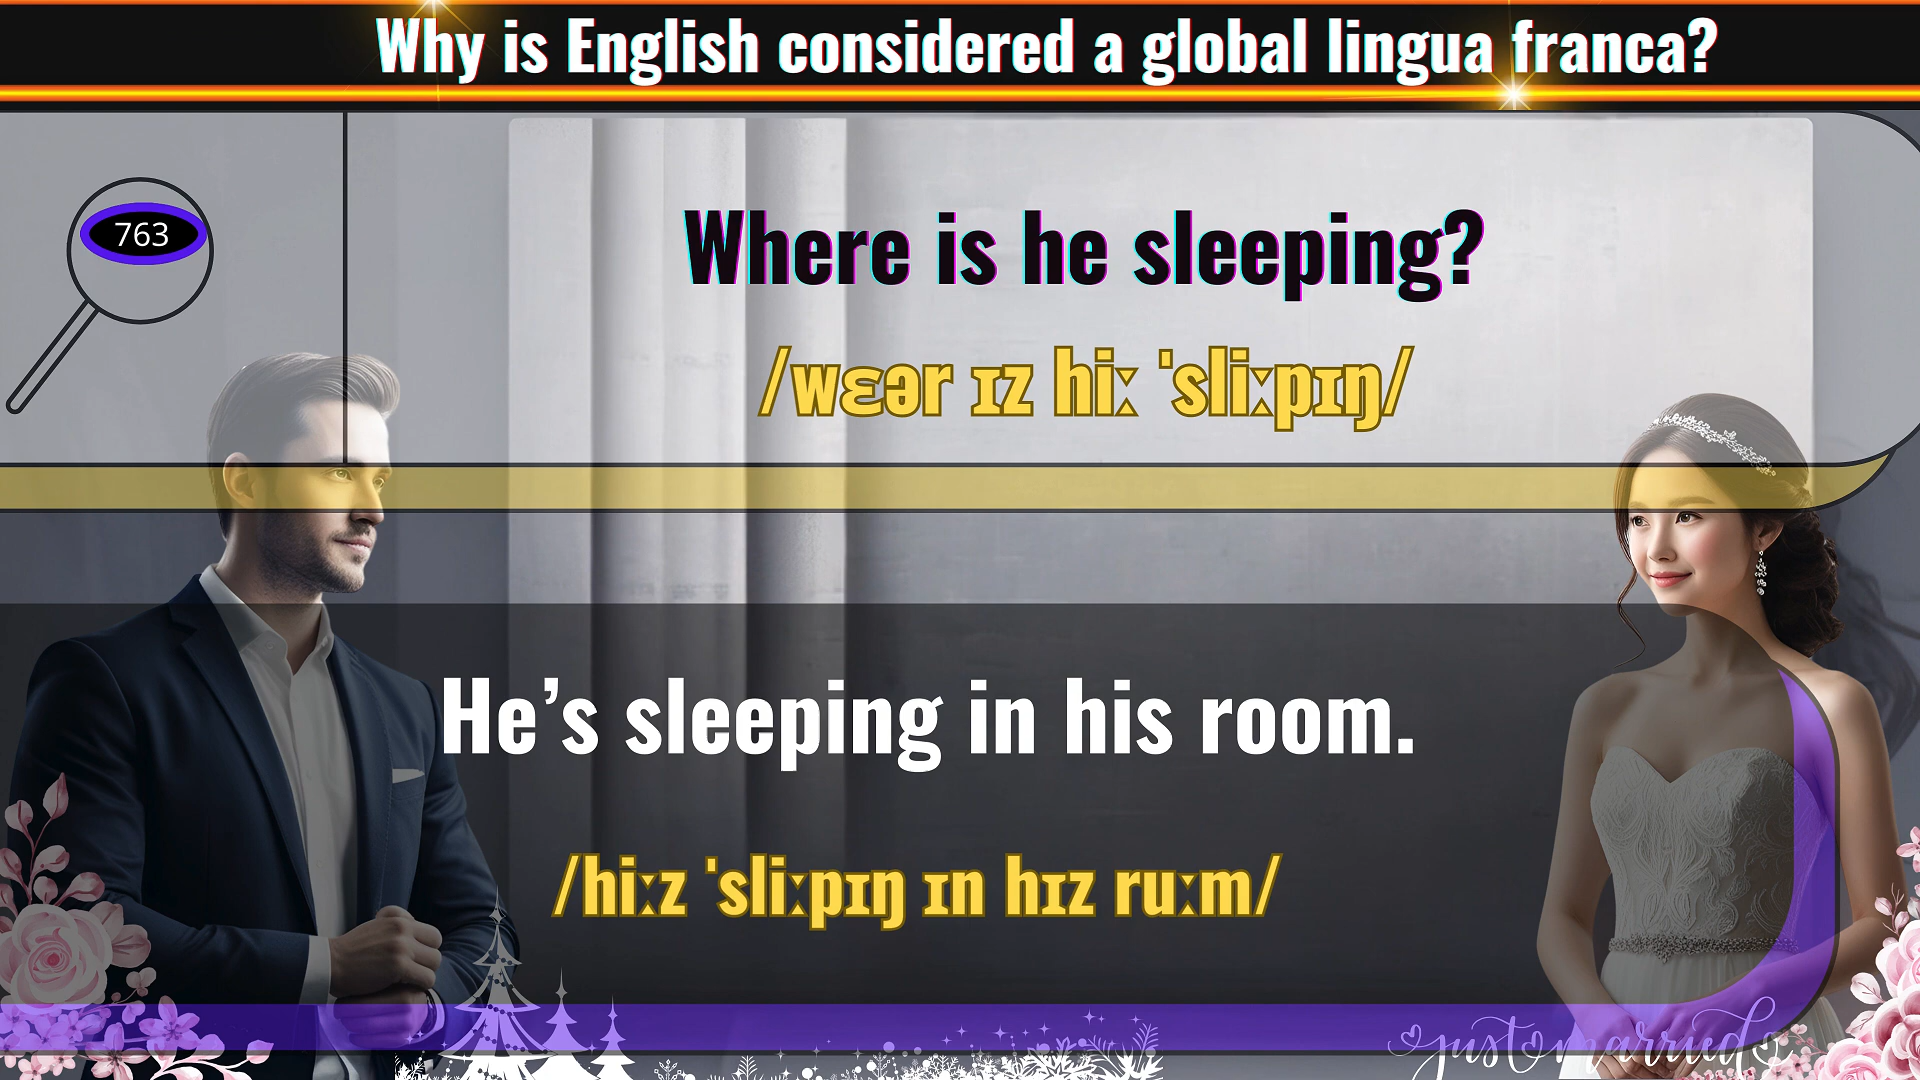 Why is English considered a global lingua franca?
763
Where is he sleeping?
/wɛər ɪz hiː ˈsliːpɪŋ/
He’s sleeping in his room.
/hiːz ˈsliːpɪŋ ɪn hɪz ruːm/
just married